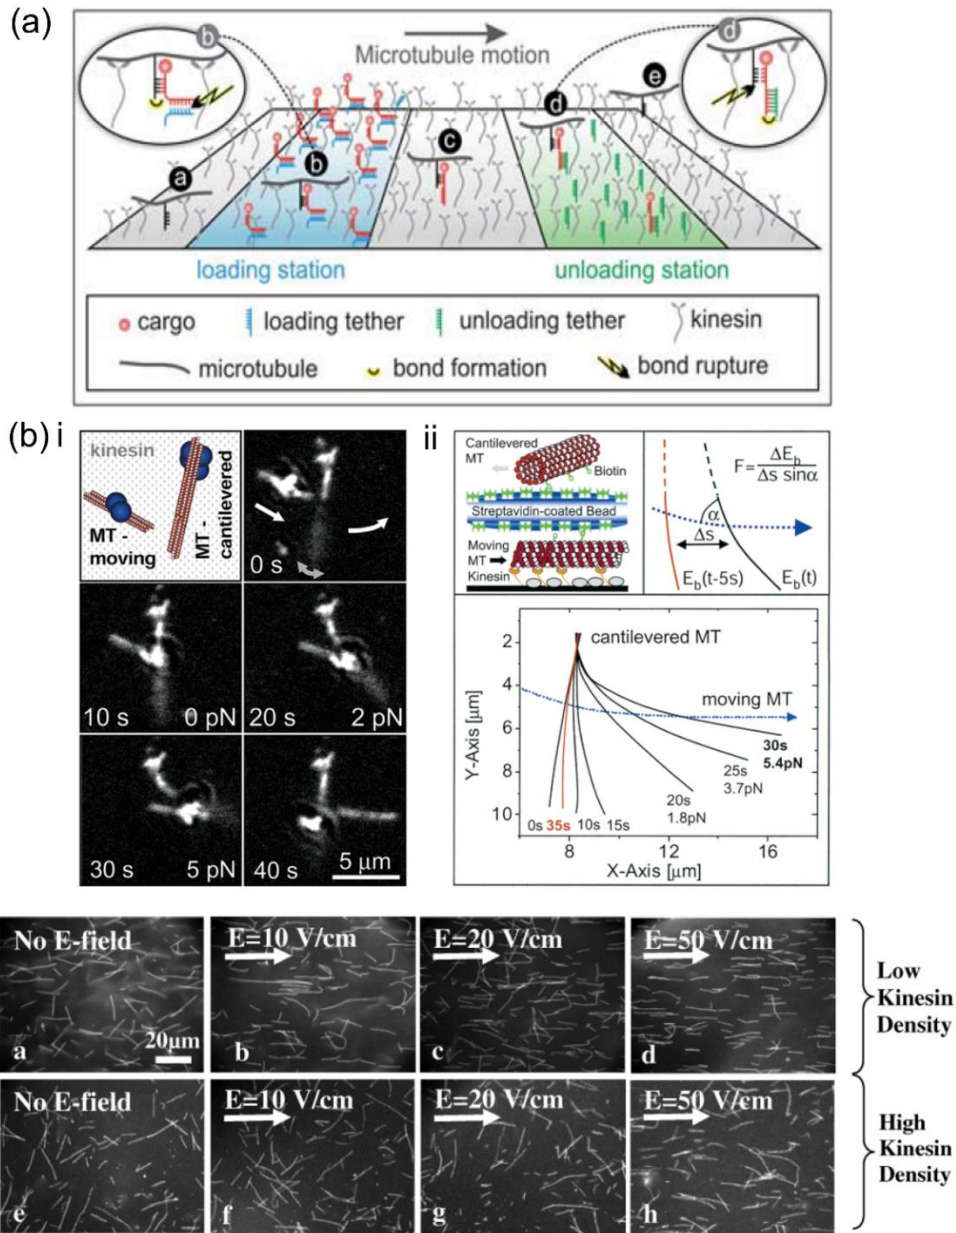 (a)
b
d
Microtubule motion
e
d
c
b
a
loading station
unloading station
cargo
loading tether
unloading tether
kinesin
microtubule
bond formation
bond rupture
(b) i
ii
kinesin
MT -
moving
MT -
cantilevered
0 s
10 s
0 pN
20 s
2 pN
30 s
5 pN
40 s
5 μm
Cantilevered
MT
Biotin
Streptavidin-coated Bead
Moving
MT
Kinesin
F= ΔE_b / Δs sinα
α
Δs
E_b(t-5s)
E_b(t)
2
4
6
8
10
Y-Axis [μm]
cantilevered MT
moving MT
30s
5.4pN
25s
3.7pN
20s
1.8pN
0s 35s 10s 15s
8 12 16
X-Axis [μm]
No E-field
E=10 V/cm
E=20 V/cm
E=50 V/cm
20μm
a
b
c
d
Low
Kinesin
Density
No E-field
E=10 V/cm
E=20 V/cm
E=50 V/cm
e
f
g
h
High
Kinesin
Density